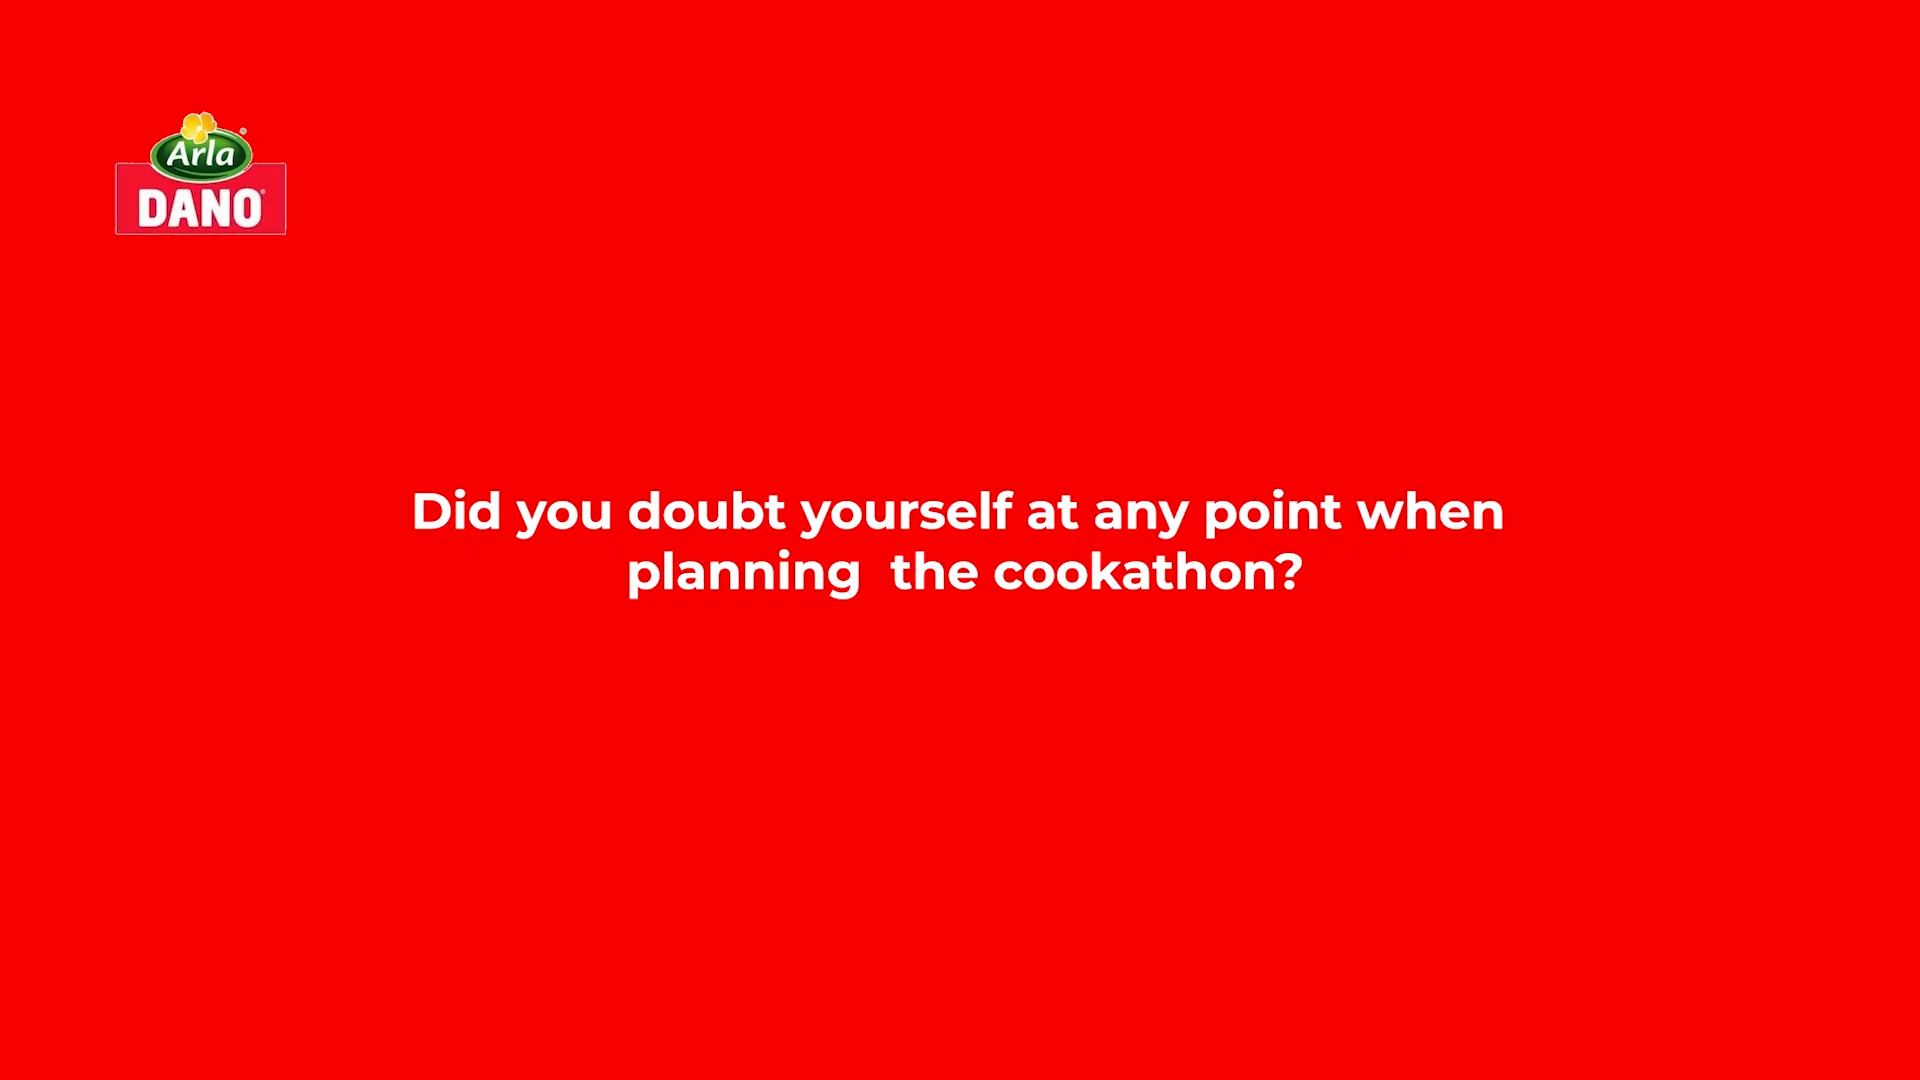 Arla
DANO
Did you doubt yourself at any point when
planning  the cookathon?